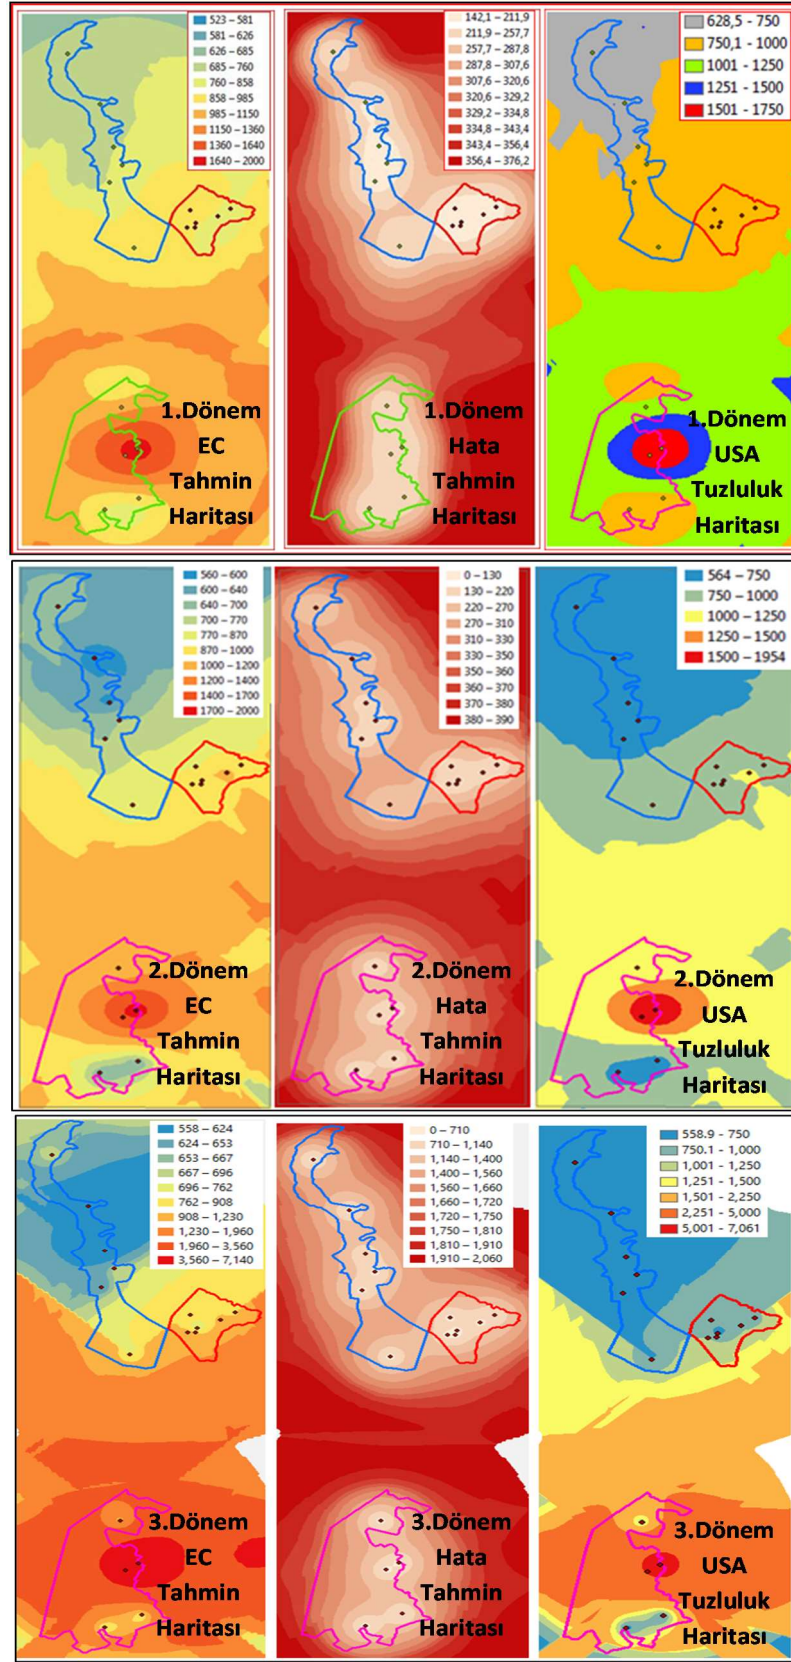 523 – 581
581 – 626
626 – 685
685 – 760
760 – 858
858 – 985
985 – 1150
1150 – 1360
1360 – 1640
1640 – 2000
1.Dönem
EC
Tahmin
Haritası
142,1 – 211,9
211,9 – 257,7
257,7 – 287,8
287,8 – 307,6
307,6 – 320,6
320,6 – 329,2
329,2 – 334,8
334,8 – 343,4
343,4 – 356,4
356,4 – 376,2
1.Dönem
Hata
Tahmin
Haritası
628,5 - 750
750,1 - 1000
1001 - 1250
1251 - 1500
1501 - 1750
1.Dönem
USA
Tuzluluk
Haritası
560 – 600
600 – 640
640 – 700
700 – 770
770 – 870
870 – 1000
1000 – 1200
1200 – 1400
1400 – 1700
1700 – 2000
2.Dönem
EC
Tahmin
Haritası
0 – 130
130 – 220
220 – 270
270 – 310
310 – 330
330 – 350
350 – 360
360 – 370
370 – 380
380 – 390
2.Dönem
Hata
Tahmin
Haritası
564 – 750
750 – 1000
1000 – 1250
1250 – 1500
1500 – 1954
2.Dönem
USA
Tuzluluk
Haritası
558 – 624
624 – 653
653 – 667
667 – 696
696 – 762
762 – 908
908 – 1,230
1,230 – 1,960
1,960 – 3,560
3,560 – 7,140
3.Dönem
EC
Tahmin
Haritası
0 – 710
710 – 1,140
1,140 – 1,400
1,400 – 1,560
1,560 – 1,660
1,660 – 1,720
1,720 – 1,750
1,750 – 1,810
1,810 – 1,910
1,910 – 2,060
3.Dönem
Hata
Tahmin
Haritası
558.9 - 750
750.1 - 1,000
1,001 - 1,250
1,251 - 1,500
1,501 - 2,250
2,251 - 5,000
5,001 - 7,061
3.Dönem
USA
Tuzluluk
Haritası